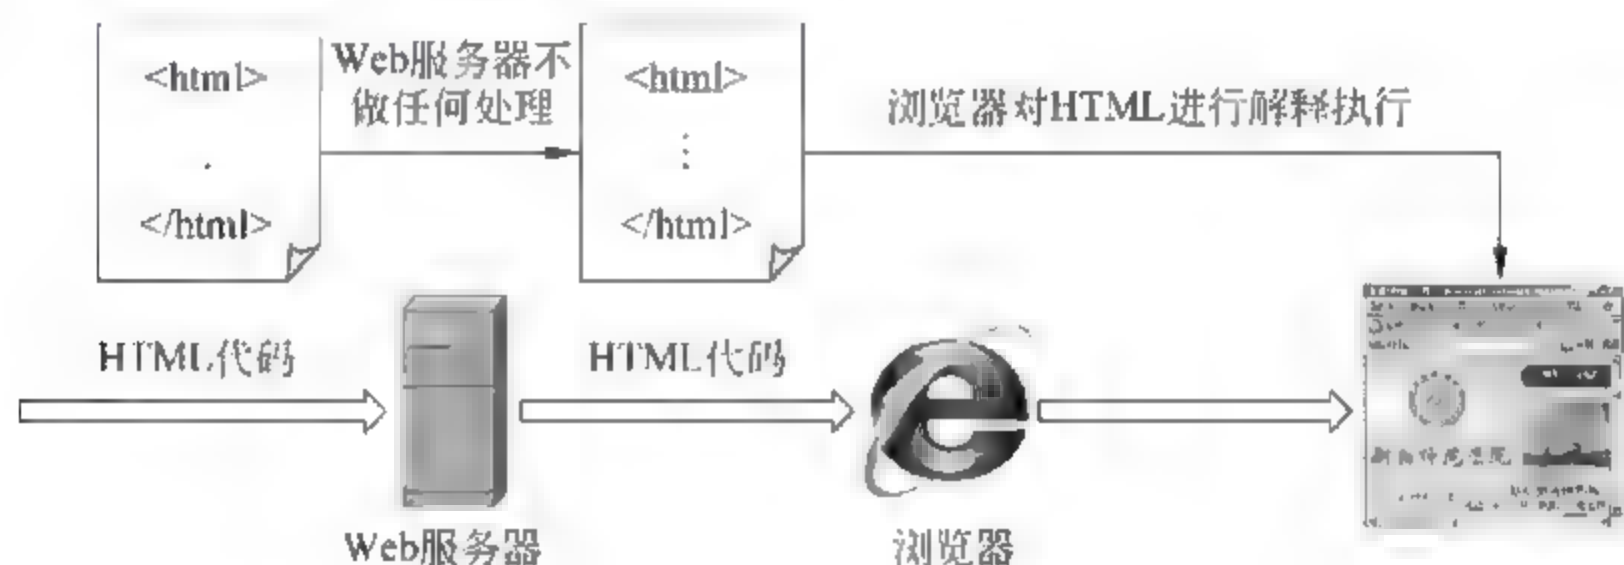 <html>
.
</html>
Web服务器不
做任何处理
<html>
⋮
</html>
浏览器对HTML进行解释执行
HTML代码
HTML代码
Web服务器
浏览器